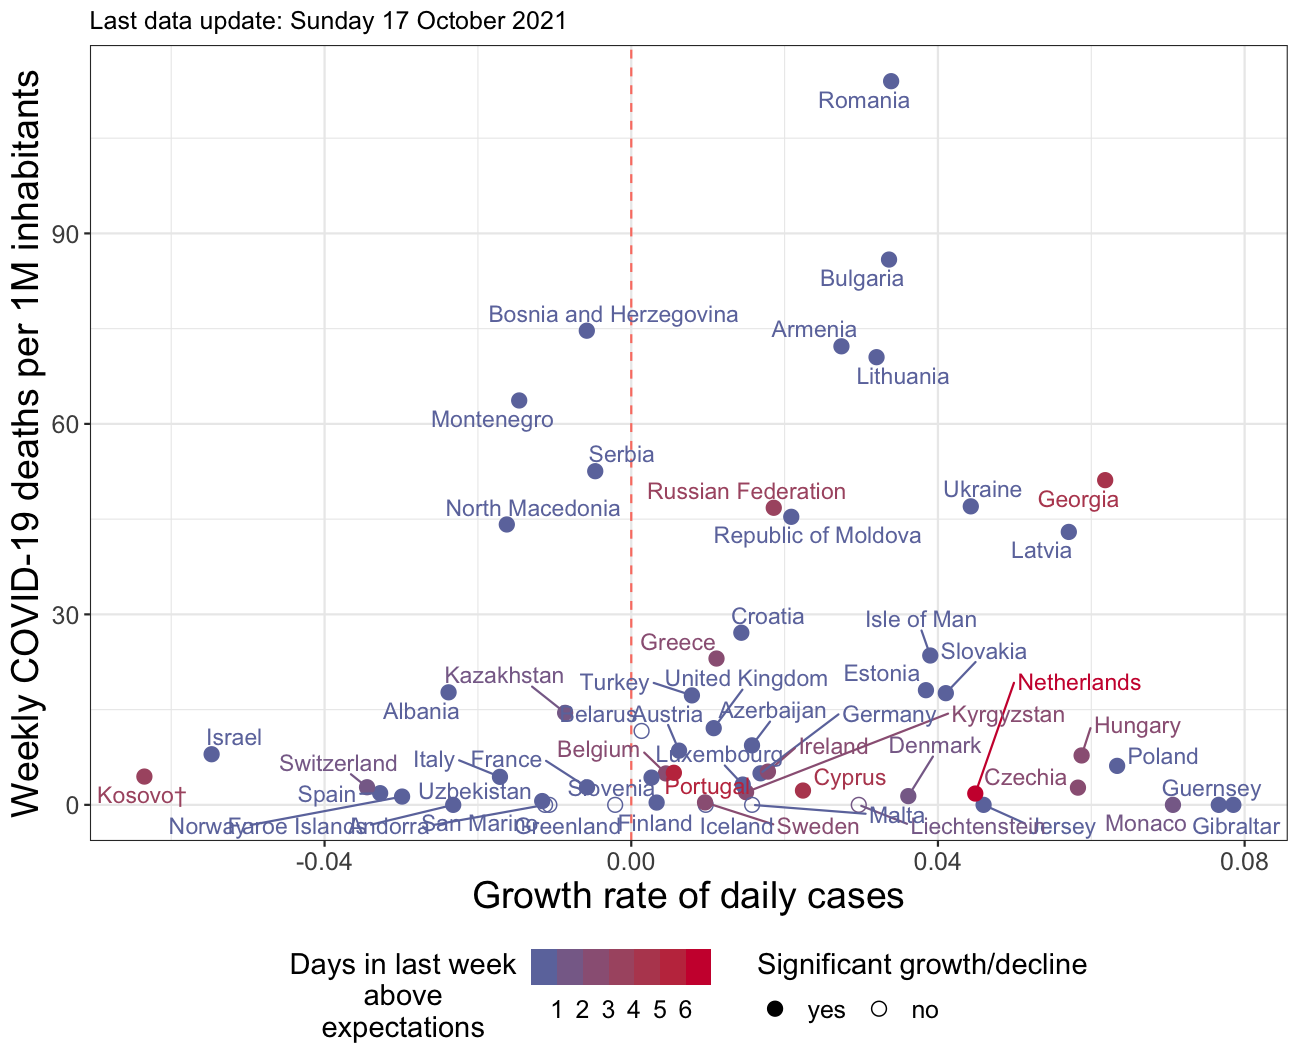 Last data update: Sunday 17 October 2021
Weekly COVID-19 deaths per 1M inhabitants
90
60
30
0
Romania
Bulgaria
Bosnia and Herzegovina
Armenia
Lithuania
Montenegro
Serbia
Russian Federation
Ukraine
Georgia
North Macedonia
Republic of Moldova
Latvia
Croatia
Isle of Man
Greece
Slovakia
Kazakhstan
Turkey
United Kingdom
Estonia
Netherlands
Albania
Belarus
Austria
Azerbaijan
Germany
Kyrgyzstan
Hungary
Israel
Belgium
Luxembourg
Ireland
Denmark
Poland
Switzerland
Italy
France
Cyprus
Czechia
Kosovo†
Spain
Uzbekistan
Slovenia
Portugal
Guernsey
Malta
Norway
Faroe Islands
Andorra
San Marino
Greenland
Finland
Iceland
Sweden
Liechtenstein
Jersey
Monaco
Gibraltar
-0.04
0.00
0.04
0.08
Growth rate of daily cases
Days in last week
above
expectations
1 2 3 4 5 6
Significant growth/decline
yes
no